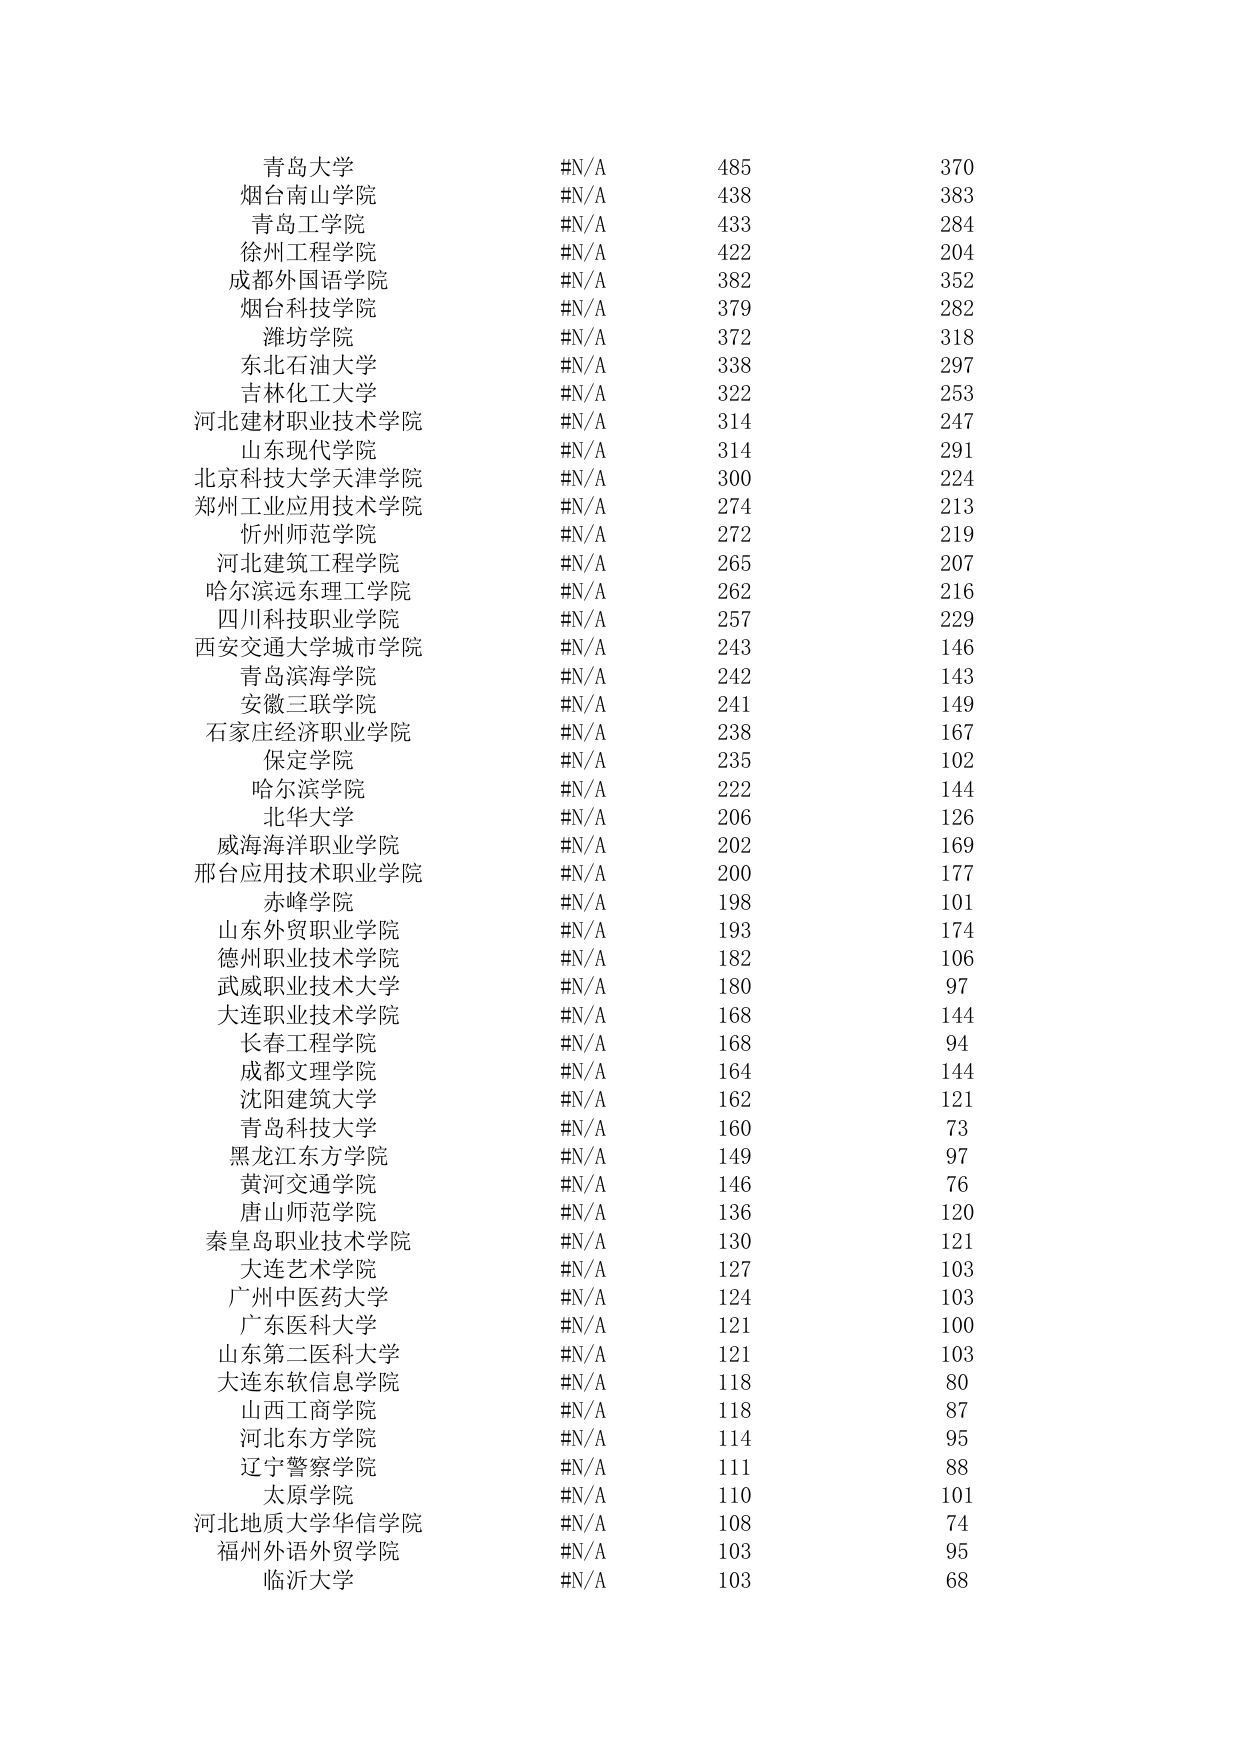 青岛大学 #N/A 485 370
烟台南山学院 #N/A 438 383
青岛工学院 #N/A 433 284
徐州工程学院 #N/A 422 204
成都外国语学院 #N/A 382 352
烟台科技学院 #N/A 379 282
潍坊学院 #N/A 372 318
东北石油大学 #N/A 338 297
吉林化工大学 #N/A 322 253
河北建材职业技术学院 #N/A 314 247
山东现代学院 #N/A 314 291
北京科技大学天津学院 #N/A 300 224
郑州工业应用技术学院 #N/A 274 213
忻州师范学院 #N/A 272 219
河北建筑工程学院 #N/A 265 207
哈尔滨远东理工学院 #N/A 262 216
四川科技职业学院 #N/A 257 229
西安交通大学城市学院 #N/A 243 146
青岛滨海学院 #N/A 242 143
安徽三联学院 #N/A 241 149
石家庄经济职业学院 #N/A 238 167
保定学院 #N/A 235 102
哈尔滨学院 #N/A 222 144
北华大学 #N/A 206 126
威海海洋职业学院 #N/A 202 169
邢台应用技术职业学院 #N/A 200 177
赤峰学院 #N/A 198 101
山东外贸职业学院 #N/A 193 174
德州职业技术学院 #N/A 182 106
武威职业技术大学 #N/A 180 97
大连职业技术学院 #N/A 168 144
长春工程学院 #N/A 168 94
成都文理学院 #N/A 164 144
沈阳建筑大学 #N/A 162 121
青岛科技大学 #N/A 160 73
黑龙江东方学院 #N/A 149 97
黄河交通学院 #N/A 146 76
唐山师范学院 #N/A 136 120
秦皇岛职业技术学院 #N/A 130 121
大连艺术学院 #N/A 127 103
广州中医药大学 #N/A 124 103
广东医科大学 #N/A 121 100
山东第二医科大学 #N/A 121 103
大连东软信息学院 #N/A 118 80
山西工商学院 #N/A 118 87
河北东方学院 #N/A 114 95
辽宁警察学院 #N/A 111 88
太原学院 #N/A 110 101
河北地质大学华信学院 #N/A 108 74
福州外语外贸学院 #N/A 103 95
临沂大学 #N/A 103 68